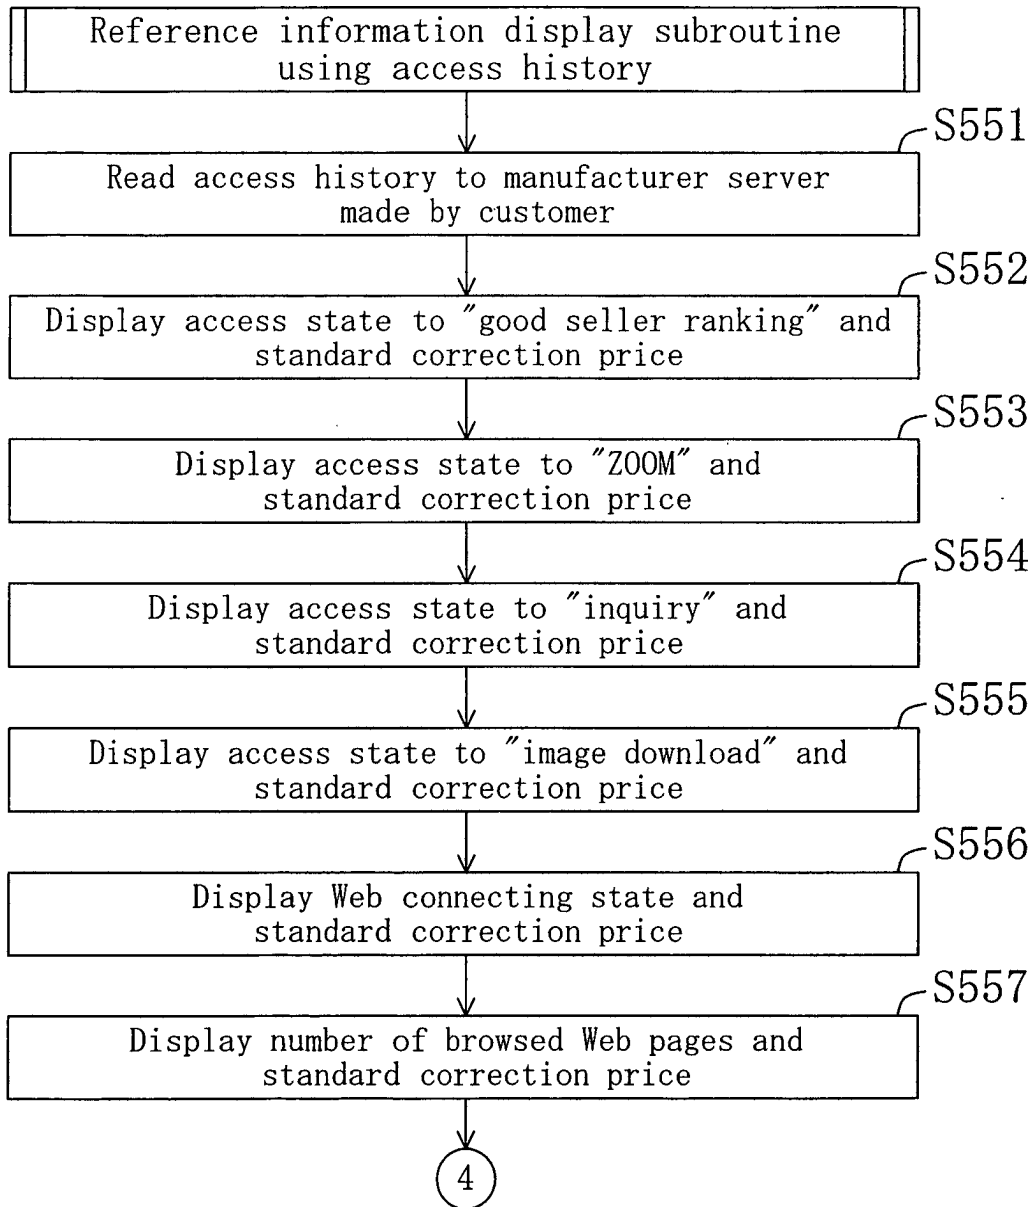 Reference information display subroutine
using access history
S551
Read access history to manufacturer server
made by customer
S552
Display access state to "good seller ranking" and
standard correction price
S553
Display access state to "ZOOM" and
standard correction price
S554
Display access state to "inquiry" and
standard correction price
S555
Display access state to "image download" and
standard correction price
S556
Display Web connecting state and
standard correction price
S557
Display number of browsed Web pages and
standard correction price
4